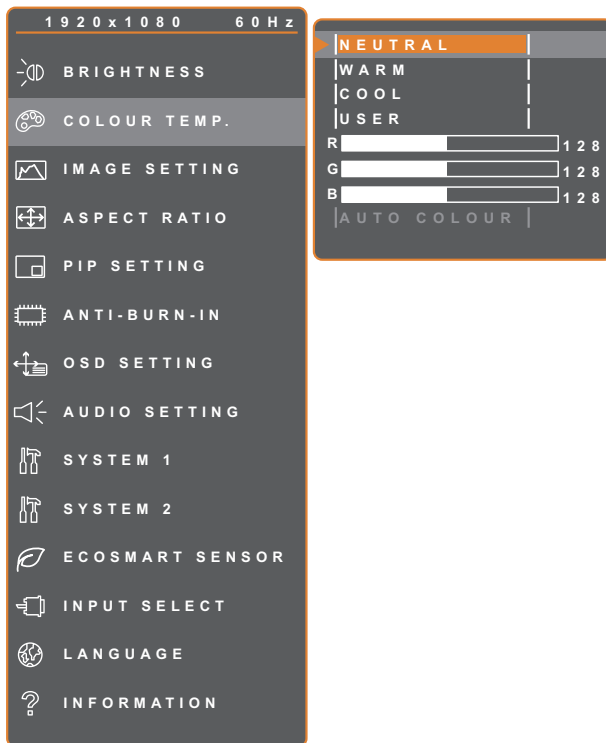 1920x1080 60Hz
BRIGHTNESS
COLOUR TEMP.
IMAGE SETTING
ASPECT RATIO
PIP SETTING
ANTI-BURN-IN
OSD SETTING
AUDIO SETTING
SYSTEM 1
SYSTEM 2
ECOSMART SENSOR
INPUT SELECT
LANGUAGE
INFORMATION
NEUTRAL
WARM
COOL
USER
R 128
G 128
B 128
AUTO COLOUR